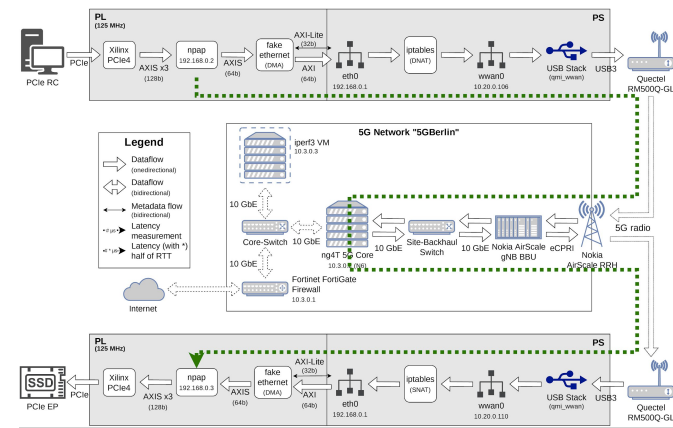 PL
(125 MHz)
PS
PCIe RC
PCIe
Xilinx
PCIe4
AXIS x3
(128b)
npap
192.168.0.2
AXIS
(64b)
fake
ethernet
(DMA)
AXI-Lite
(32b)
AXI
(64b)
eth0
192.168.0.1
iptables
(DNAT)
wwan0
10.20.0.106
USB Stack
(qmi_wwan)
USB3
Quectel
RM500Q-GL
Legend
Dataflow
(onedirectional)
Dataflow
(bidirectional)
Metadata flow
(bidirectional)
Latency
measurement
Latency (with *)
half of RTT
5G Network "5GBerlin"
iperf3 VM
10.3.0.3
10 GbE
Core-Switch
10 GbE
ng4T 5G Core
10 GbE
Site-Backhaul
Switch
10 GbE
Nokia AirScale
gNB BBU
eCPRI
Nokia
AirScale RRH
5G radio
10 GbE
Fortinet FortiGate
Firewall
10.3.0.1
Internet
PL
(125 MHz)
PS
SSD
PCIe EP
PCIe
Xilinx
PCIe4
AXIS x3
(128b)
npap
192.168.0.3
AXIS
(64b)
fake
ethernet
(DMA)
AXI-Lite
(32b)
AXI
(64b)
eth0
192.168.0.1
iptables
(SNAT)
wwan0
10.20.0.110
USB Stack
(qmi_wwan)
USB3
Quectel
RM500Q-GL